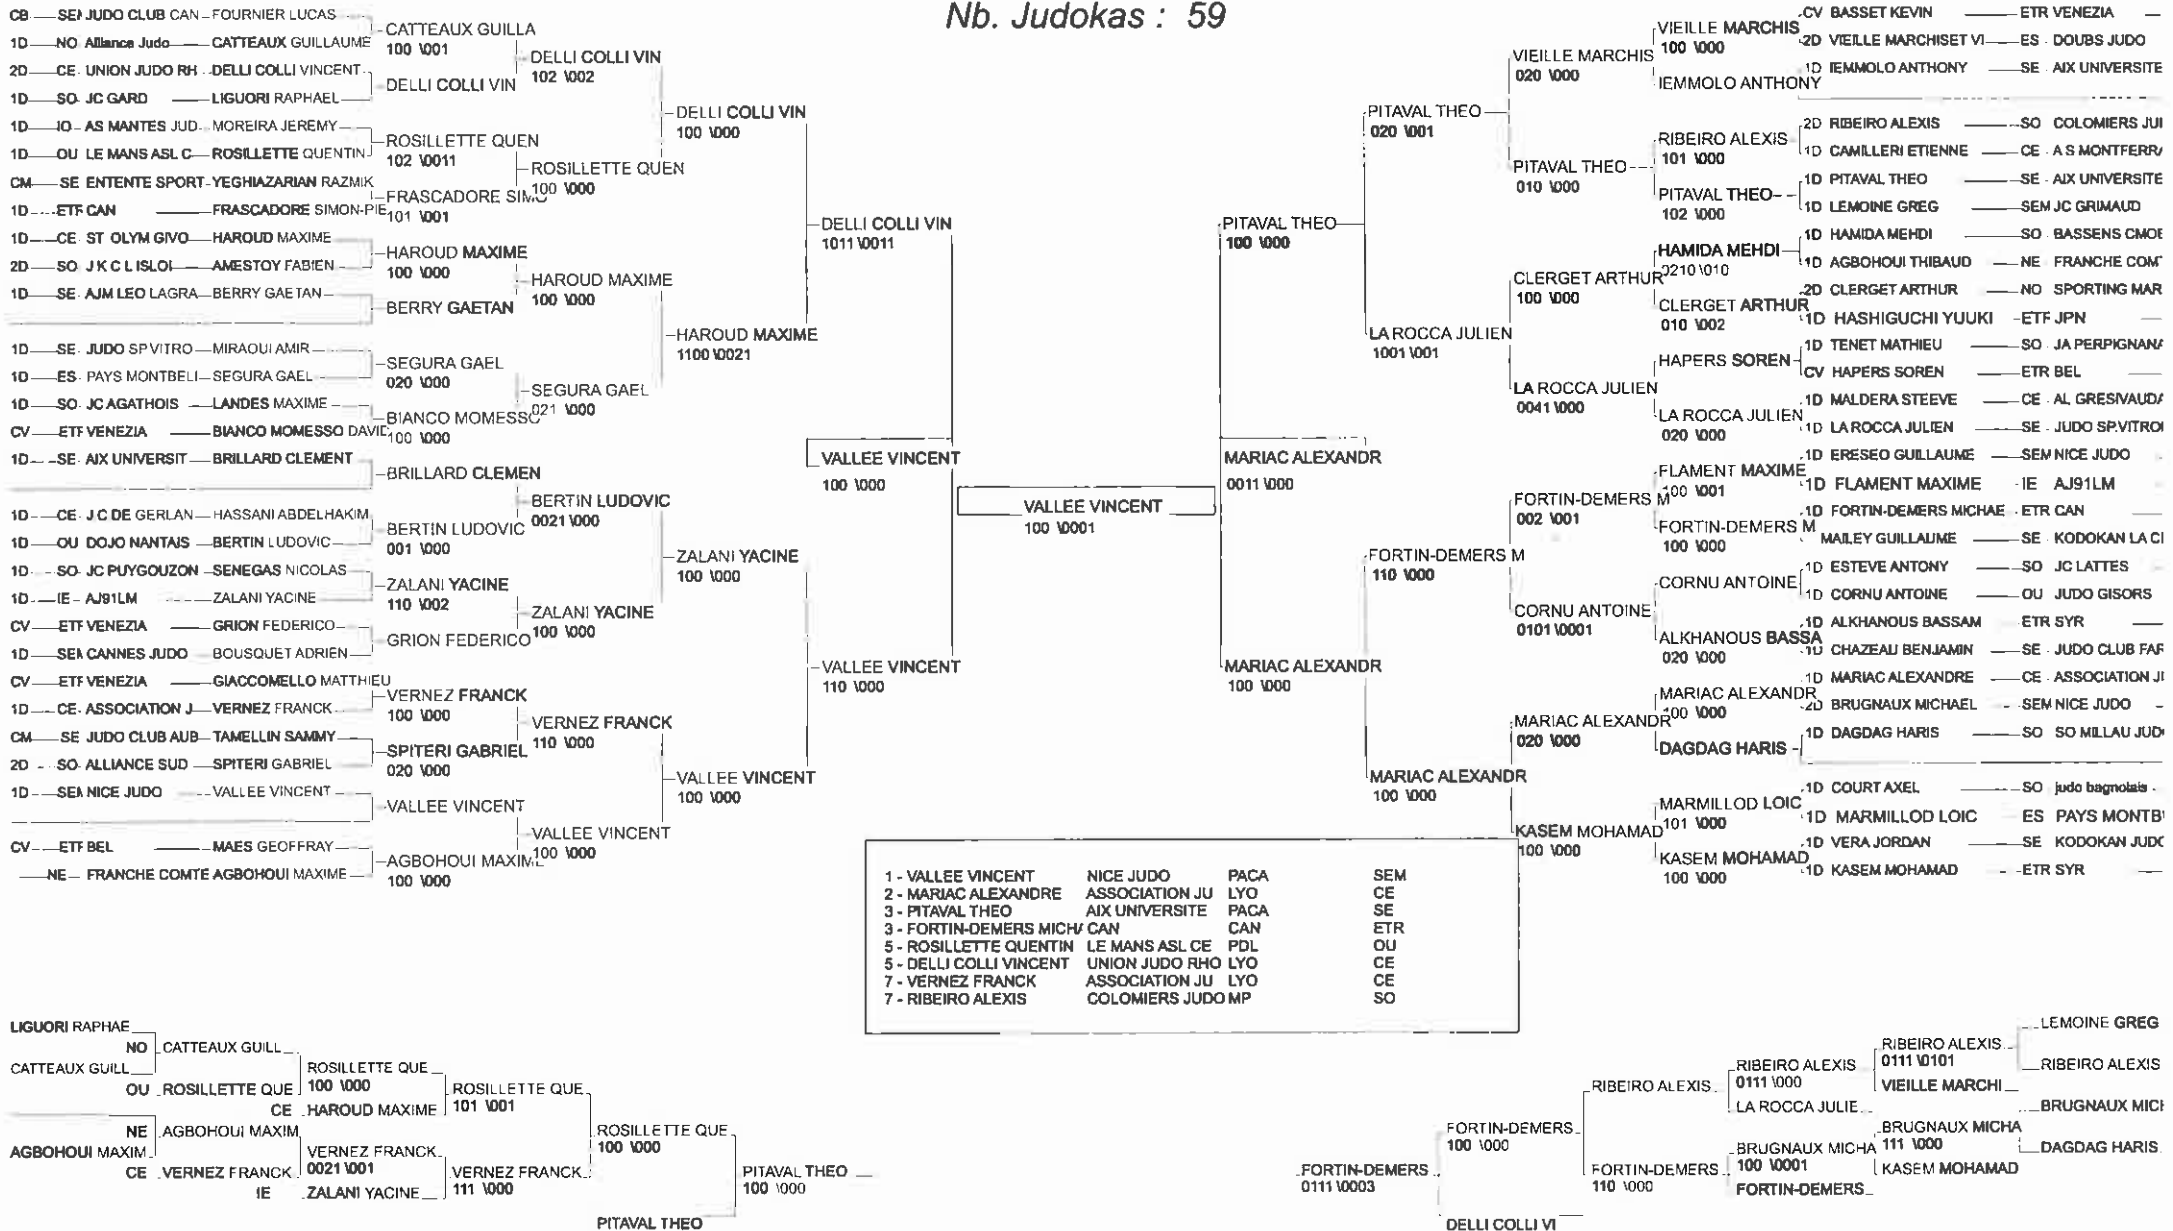 Nb. Judokas : 59
CB SEM JUDO CLUB CAN FOURNIER LUCAS
1D NO Alliance Judo CATTEAUX GUILLAUME
2D CE UNION JUDO RH DELLI COLLI VINCENT
1D SO JC GARD LIGUORI RAPHAEL
1D IO AS MANTES JUD MOREIRA JEREMY
1D OU LE MANS ASL C ROSILLETTE QUENTIN
CM SE ENTENTE SPORT YEGHIAZARIAN RAZMIK
1D ETF CAN FRASCADORE SIMON-PIE
1D CE ST OLYM GIVO HAROUD MAXIME
2D SO J K C L ISLOI AMESTOY FABIEN
1D SE AJM LEO LAGRA BERRY GAETAN
1D SE JUDO SP VITRO MIRAOUI AMIR
1D ES PAYS MONTBELI SEGURA GAEL
1D SO JC AGATHOIS LANDES MAXIME
CV ETF VENEZIA BIANCO MOMESSO DAVIDE
1D SE AIX UNIVERSIT BRILLARD CLEMENT
1D CE J C DE GERLAN HASSANI ABDELHAKIM
1D OU DOJO NANTAIS BERTIN LUDOVIC
1D SO JC PUYGOUZON SENEGAS NICOLAS
1D IE AJ91LM ZALANI YACINE
CV ETF VENEZIA GRION FEDERICO
1D SEM CANNES JUDO BOUSQUET ADRIEN
CV ETF VENEZIA GIACCOMELLO MATTHIEU
1D CE ASSOCIATION J VERNEZ FRANCK
CM SE JUDO CLUB AUB TAMELLIN SAMMY
2D SO ALLIANCE SUD SPITERI GABRIEL
1D SEM NICE JUDO VALLEE VINCENT
CV ETF BEL MAES GEOFFRAY
NE FRANCHE COMTE AGBOHOUI MAXIME
CATTEAUX GUILLA
100 \001
DELLI COLLI VIN
ROSILLETTE QUEN
102 \0011
FRASCADORE SIMO
101 \001
HAROUD MAXIME
100 \000
BERRY GAETAN
SEGURA GAEL
020 \000
BIANCO MOMESSO
100 \000
BRILLARD CLEMEN
BERTIN LUDOVIC
001 \000
ZALANI YACINE
110 \002
GRION FEDERICO
VERNEZ FRANCK
100 \000
SPITERI GABRIEL
020 \000
VALLEE VINCENT
AGBOHOUI MAXIME
100 \000
DELLI COLLI VIN
102 \002
ROSILLETTE QUEN
100 \000
HAROUD MAXIME
100 \000
SEGURA GAEL
021 \000
BERTIN LUDOVIC
0021 \000
ZALANI YACINE
100 \000
VERNEZ FRANCK
110 \000
VALLEE VINCENT
100 \000
DELLI COLLI VIN
100 \000
HAROUD MAXIME
1100 \0021
ZALANI YACINE
100 \000
VALLEE VINCENT
100 \000
DELLI COLLI VIN
1011 \0011
VALLEE VINCENT
110 \000
VALLEE VINCENT
100 \000
VALLEE VINCENT
100 \0001
MARIAC ALEXANDR
0011 \000
PITAVAL THEO
100 \000
MARIAC ALEXANDR
100 \000
PITAVAL THEO
020 \001
LA ROCCA JULIEN
1001 \001
FORTIN-DEMERS M
110 \000
MARIAC ALEXANDR
100 \000
VIEILLE MARCHIS
020 \000
PITAVAL THEO
010 \000
CLERGET ARTHUR
100 \000
LA ROCCA JULIEN
0041 \000
FORTIN-DEMERS M
002 \001
CORNU ANTOINE
0101 \0001
MARIAC ALEXANDR
020 \000
KASEM MOHAMAD
100 \000
VIEILLE MARCHIS
100 \000
IEMMOLO ANTHONY
RIBEIRO ALEXIS
101 \000
PITAVAL THEO
102 \000
HAMIDA MEHDI
0210 \010
CLERGET ARTHUR
010 \002
HAPERS SOREN
LA ROCCA JULIEN
020 \000
FLAMENT MAXIME
100 \001
FORTIN-DEMERS M
100 \000
CORNU ANTOINE
ALKHANOUS BASSA
020 \000
MARIAC ALEXANDR
100 \000
DAGDAG HARIS
MARMILLOD LOIC
101 \000
KASEM MOHAMAD
100 \000
CV BASSET KEVIN ETR VENEZIA
2D VIEILLE MARCHISET VI ES DOUBS JUDO
1D IEMMOLO ANTHONY SE AIX UNIVERSITE
2D RIBEIRO ALEXIS SO COLOMIERS JUI
1D CAMILLERI ETIENNE CE A S MONTFERR
1D PITAVAL THEO SE AIX UNIVERSITE
1D LEMOINE GREG SEM JC GRIMAUD
1D HAMIDA MEHDI SO BASSENS CMOE
1D AGBOHOUI THIBAUD NE FRANCHE COM
2D CLERGET ARTHUR NO SPORTING MAR
1D HASHIGUCHI YUUKI ETF JPN
1D TENET MATHIEU SO JA PERPIGNAN
CV HAPERS SOREN ETR BEL
1D MALDERA STEEVE CE AL GRESIVAUD
1D LA ROCCA JULIEN SE JUDO SP.VITRO
1D ERESEO GUILLAUME SEM NICE JUDO
1D FLAMENT MAXIME IE AJ91LM
1D FORTIN-DEMERS MICHAE ETR CAN
MAILEY GUILLAUME SE KODOKAN LA CI
1D ESTEVE ANTONY SO JC LATTES
1D CORNU ANTOINE OU JUDO GISORS
1D ALKHANOUS BASSAM ETR SYR
1D CHAZEAU BENJAMIN SE JUDO CLUB FAR
1D MARIAC ALEXANDRE CE ASSOCIATION JI
2D BRUGNAUX MICHAEL SEM NICE JUDO
1D DAGDAG HARIS SO SO MILLAU JUD
1D COURT AXEL SO judo bagnolais
1D MARMILLOD LOIC ES PAYS MONTB
1D VERA JORDAN SE KODOKAN JUDO
1D KASEM MOHAMAD ETR SYR
1 - VALLEE VINCENT NICE JUDO PACA SEM
2 - MARIAC ALEXANDRE ASSOCIATION JU LYO CE
3 - PITAVAL THEO AIX UNIVERSITE PACA SE
3 - FORTIN-DEMERS MICH CAN CAN ETR
5 - ROSILLETTE QUENTIN LE MANS ASL CE PDL OU
5 - DELLI COLLI VINCENT UNION JUDO RHO LYO CE
7 - VERNEZ FRANCK ASSOCIATION JU LYO CE
7 - RIBEIRO ALEXIS COLOMIERS JUDO MP SO
LIGUORI RAPHAE
CATTEAUX GUILL
AGBOHOUI MAXIM
NO CATTEAUX GUILL
OU ROSILLETTE QUE
NE AGBOHOUI MAXIM
CE VERNEZ FRANCK
ROSILLETTE QUE
100 \000
CE HAROUD MAXIME
VERNEZ FRANCK
0021 \001
IE ZALANI YACINE
ROSILLETTE QUE
101 \001
VERNEZ FRANCK
111 \000
ROSILLETTE QUE
100 \000
PITAVAL THEO
PITAVAL THEO
100 \000
FORTIN-DEMERS
0111 \0003
FORTIN-DEMERS
100 \000
DELLI COLLI VI
RIBEIRO ALEXIS
FORTIN-DEMERS
110 \000
RIBEIRO ALEXIS
0111 \000
LA ROCCA JULIE
BRUGNAUX MICHA
100 \0001
FORTIN-DEMERS
RIBEIRO ALEXIS
0111 \0101
VIEILLE MARCHI
BRUGNAUX MICHA
111 \000
KASEM MOHAMAD
LEMOINE GREG
RIBEIRO ALEXIS
BRUGNAUX MICH
DAGDAG HARIS